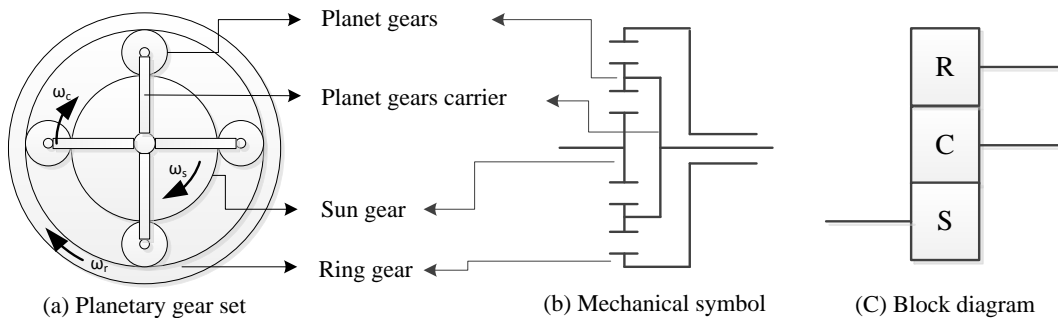 Planet gears
Planet gears carrier
Sun gear
Ring gear
ωc
ωs
ωr
R
C
S
(a) Planetary gear set
(b) Mechanical symbol
(C) Block diagram